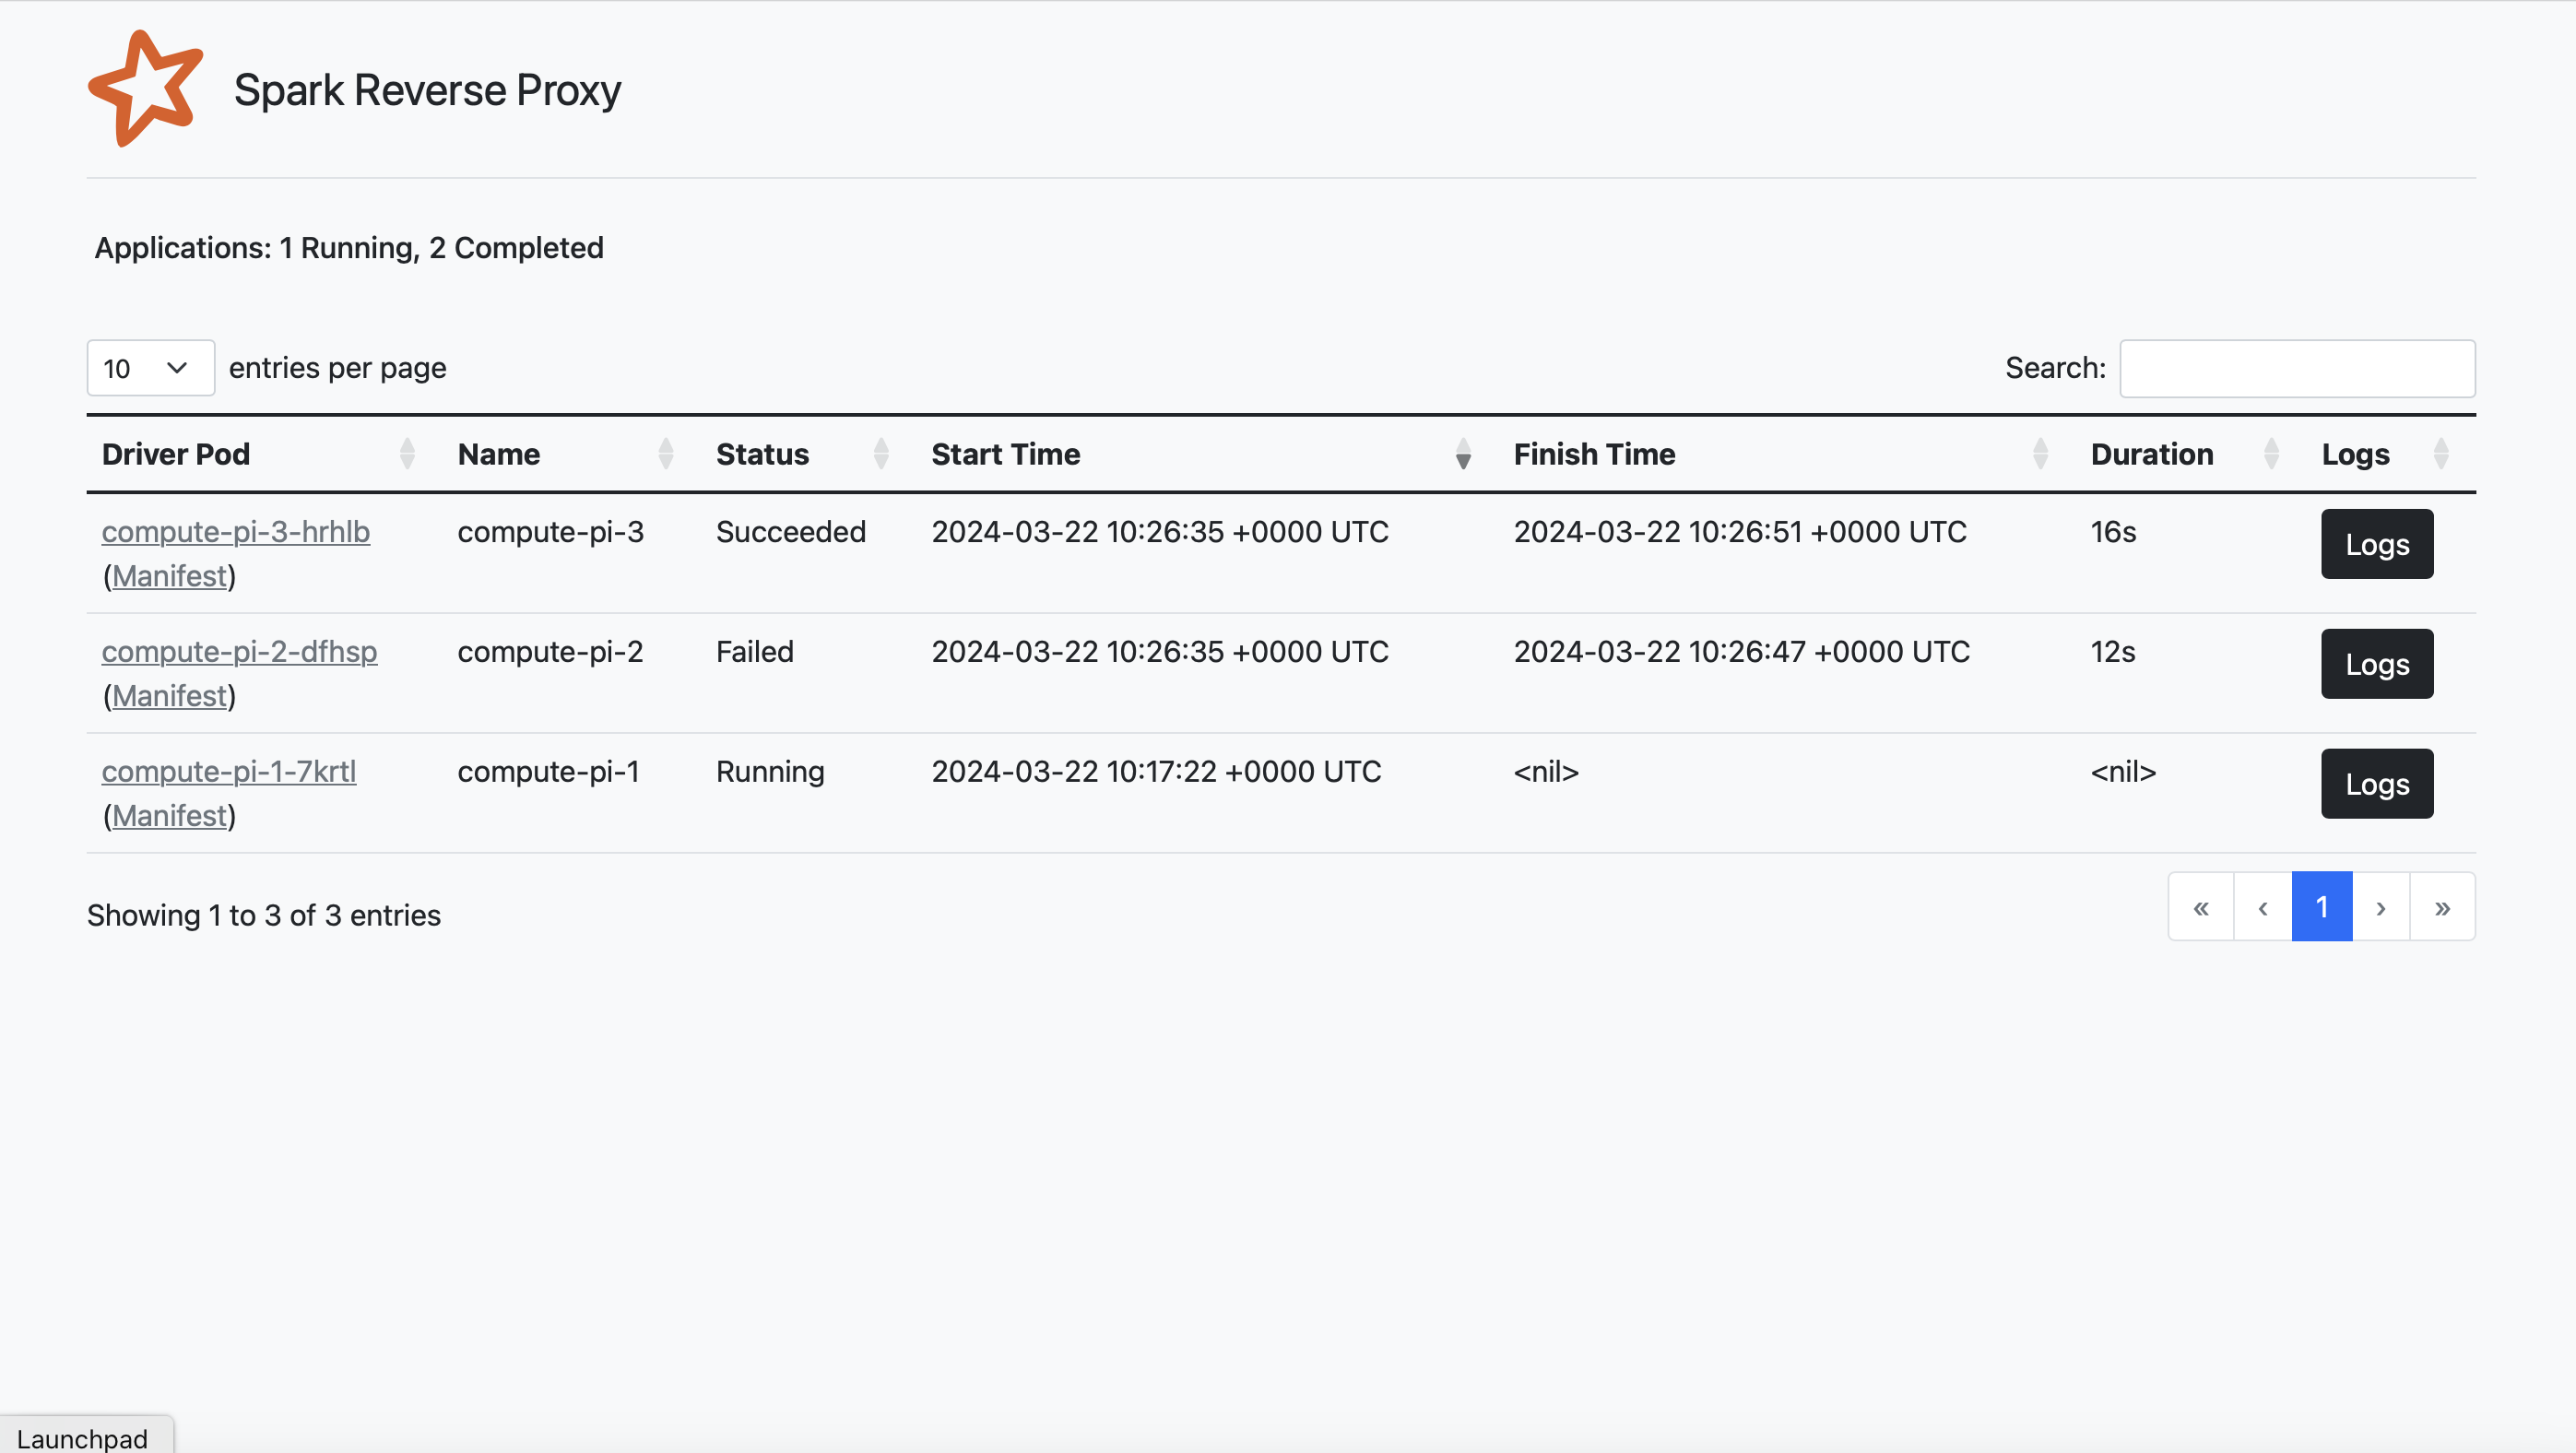 Spark Reverse Proxy
Applications: 1 Running, 2 Completed
10 entries per page Search:
Driver Pod Name Status Start Time Finish Time Duration Logs
compute-pi-3-hrhlb compute-pi-3 Succeeded 2024-03-22 10:26:35 +0000 UTC 2024-03-22 10:26:51 +0000 UTC 16s Logs
(Manifest)
compute-pi-2-dfhsp compute-pi-2 Failed 2024-03-22 10:26:35 +0000 UTC 2024-03-22 10:26:47 +0000 UTC 12s Logs
(Manifest)
compute-pi-1-7krtl compute-pi-1 Running 2024-03-22 10:17:22 +0000 UTC <nil> <nil> Logs
(Manifest)
Showing 1 to 3 of 3 entries « ‹ 1 › »
Launchpad